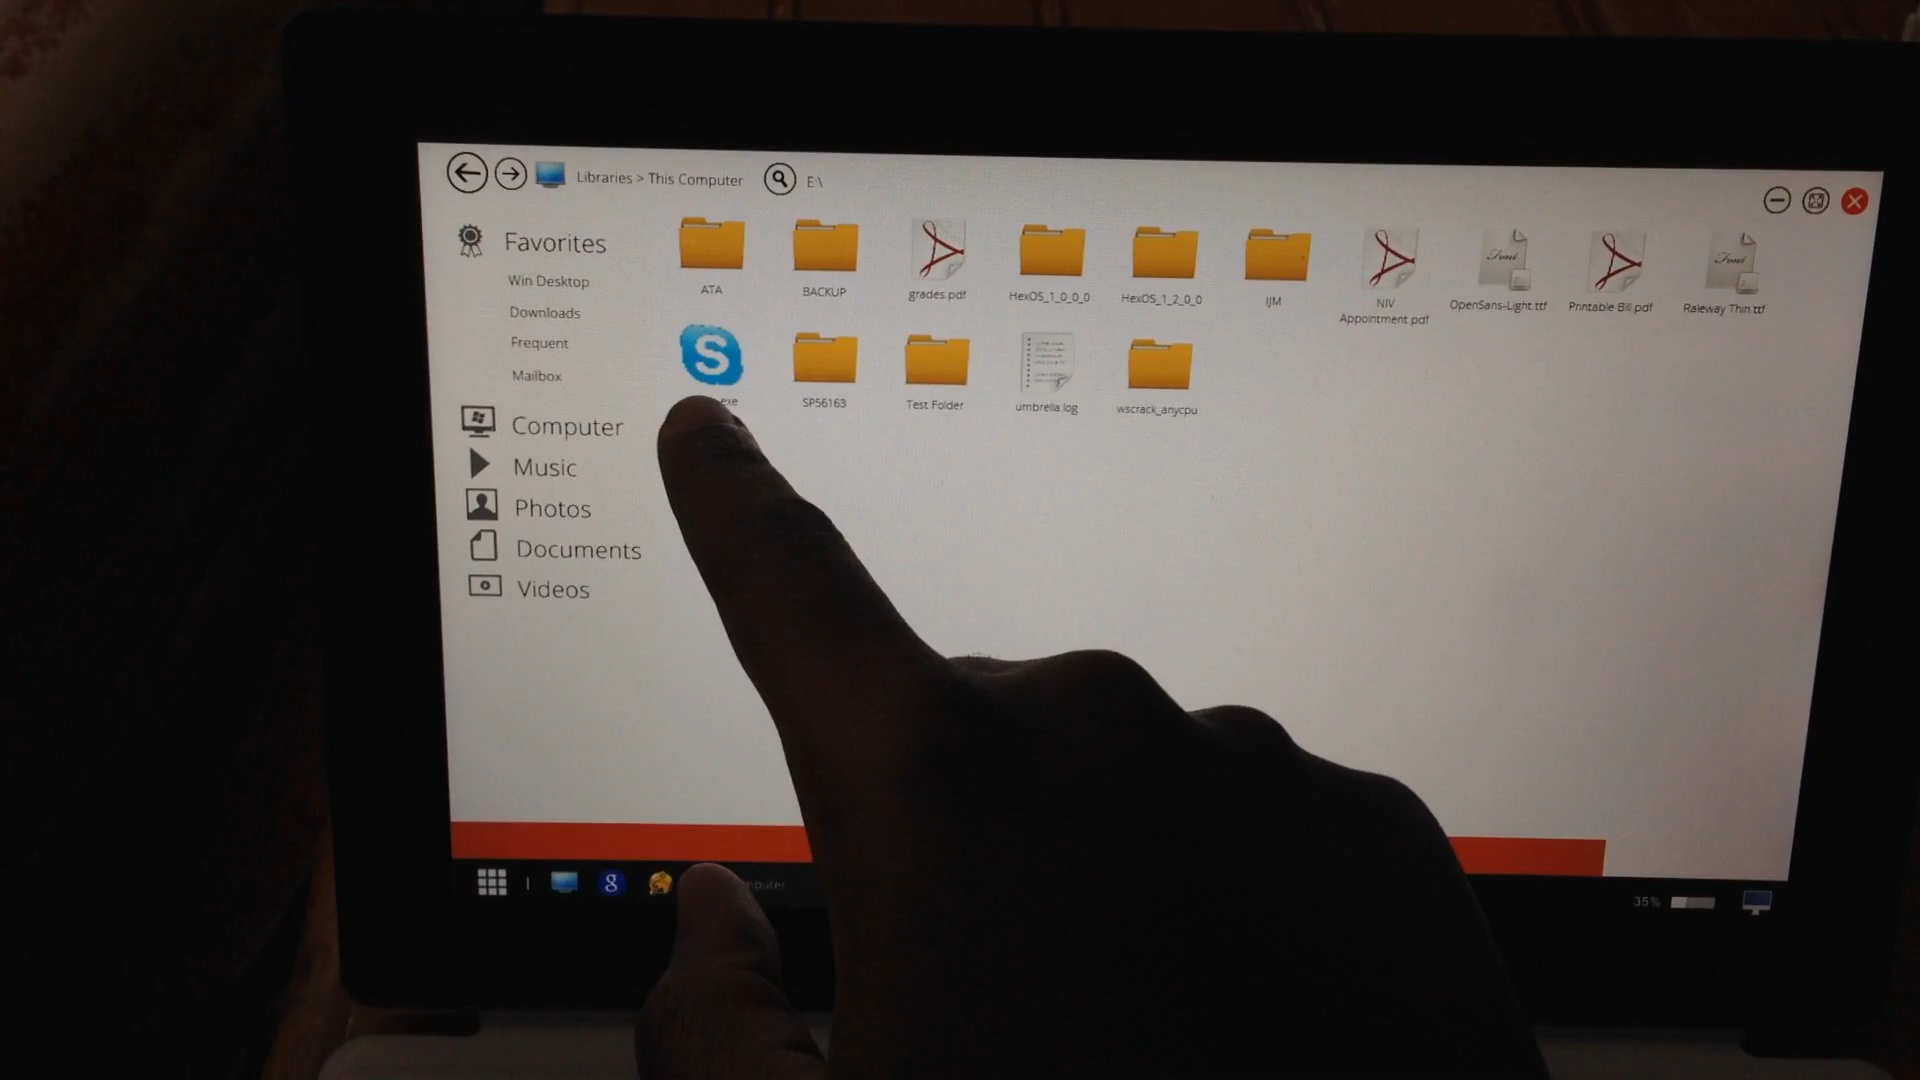 Libraries > This Computer
E:\
Favorites
Win Desktop
Downloads
Frequent
Mailbox
Computer
Music
Photos
Documents
Videos
ATA
BACKUP
grades.pdf
HexOS_1_0_0_0
HexOS_1_2_0_0
IJM
NIV
Appointment.pdf
OpenSans-Light.ttf
Printable Bill.pdf
Raleway Thin.ttf
S
.exe
SP56163
Test Folder
umbrella.log
wscrack_anycpu
g
35%